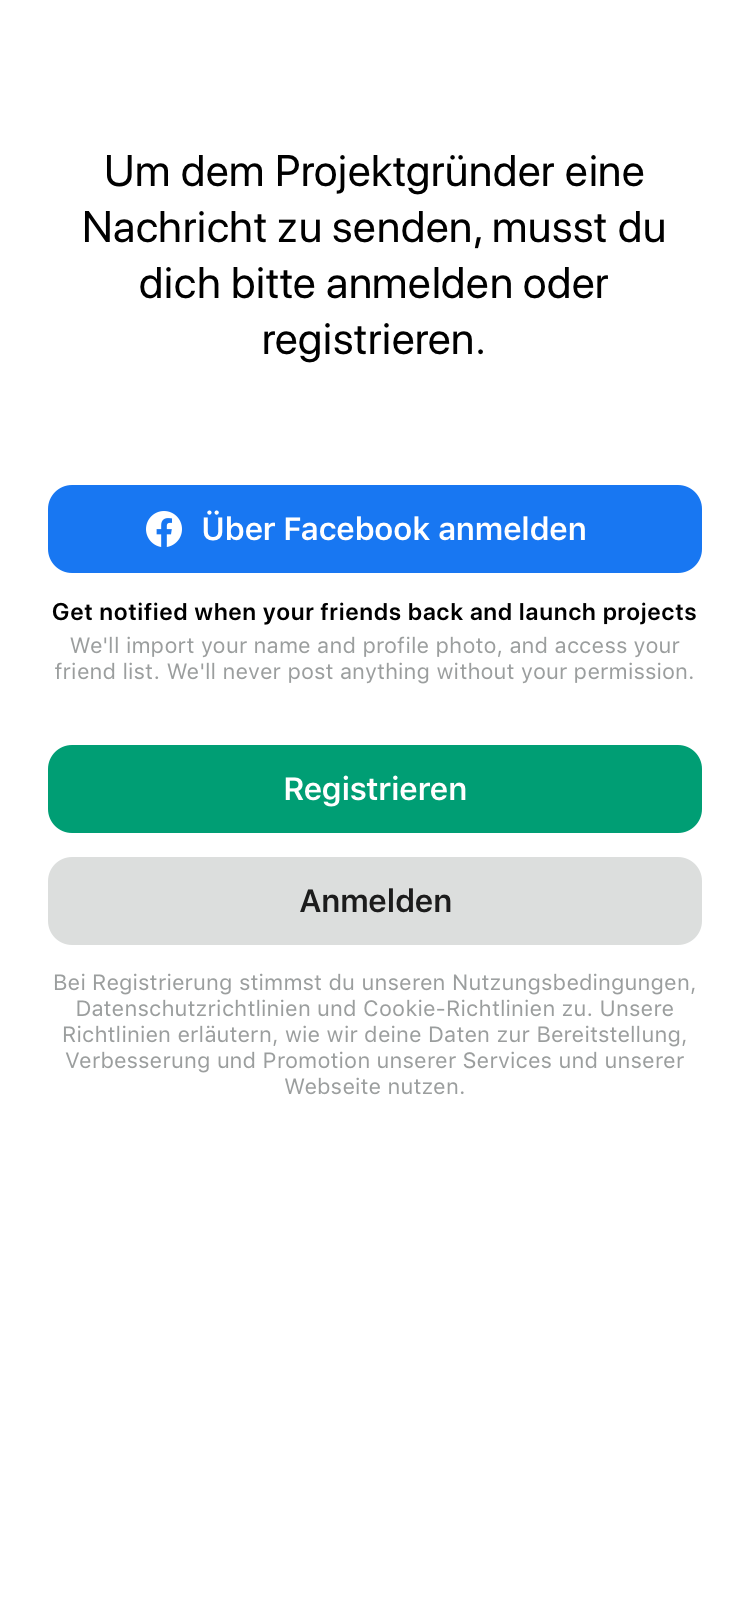 Um dem Projektgründer eine
Nachricht zu senden, musst du
dich bitte anmelden oder
registrieren.
Über Facebook anmelden
Get notified when your friends back and launch projects
We'll import your name and profile photo, and access your
friend list. We'll never post anything without your permission.
Registrieren
Anmelden
Bei Registrierung stimmst du unseren Nutzungsbedingungen,
Datenschutzrichtlinien und Cookie-Richtlinien zu. Unsere
Richtlinien erläutern, wie wir deine Daten zur Bereitstellung,
Verbesserung und Promotion unserer Services und unserer
Webseite nutzen.